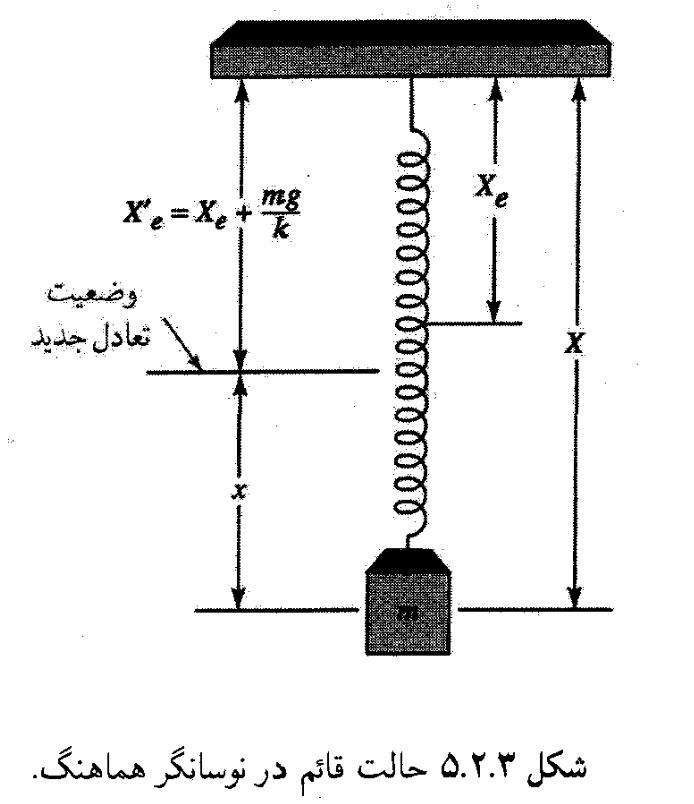 X'e = Xe + mg/k
Xe
وضعیت
تعادل جدید
X
x
m
شکل ۵.۲.۳ حالت قائم در نوسانگر هماهنگ.